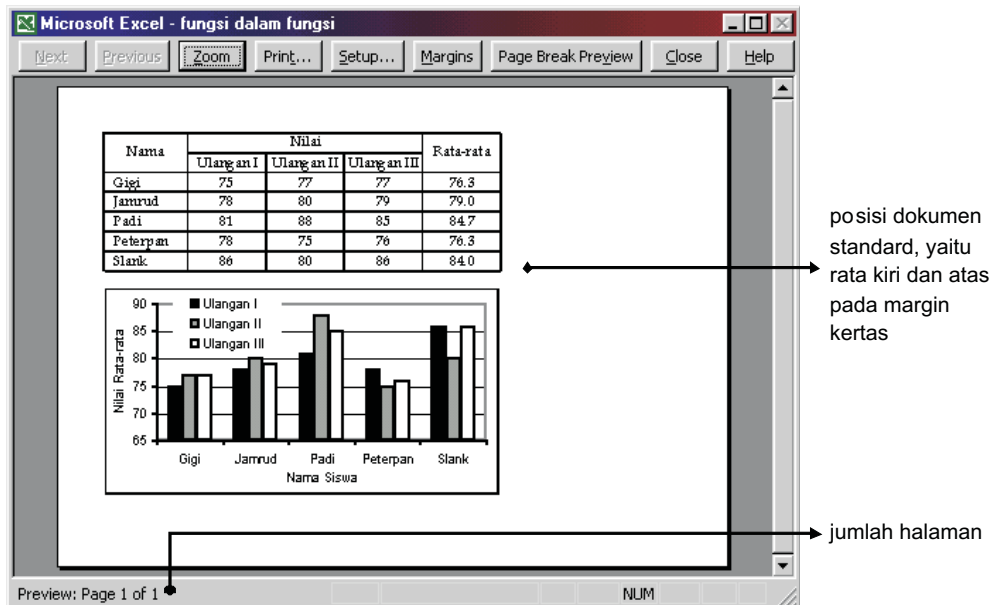 Microsoft Excel - fungsi dalam fungsi
Next Previous Zoom Print... Setup... Margins Page Break Preview Close Help
Nama Nilai Rata-rata
Ulangan I Ulangan II Ulangan III
Gigi 75 77 77 76.3
Jamrud 78 80 79 79.0
Padi 81 88 85 84.7
Peterpan 78 75 76 76.3
Slank 86 80 86 84.0
posisi dokumen
standard, yaitu
rata kiri dan atas
pada margin
kertas
Nilai Rata-rata
90
85
80
75
70
65
Ulangan I
Ulangan II
Ulangan III
Gigi Jamrud Padi Peterpan Slank
Nama Siswa
jumlah halaman
Preview: Page 1 of 1 NUM